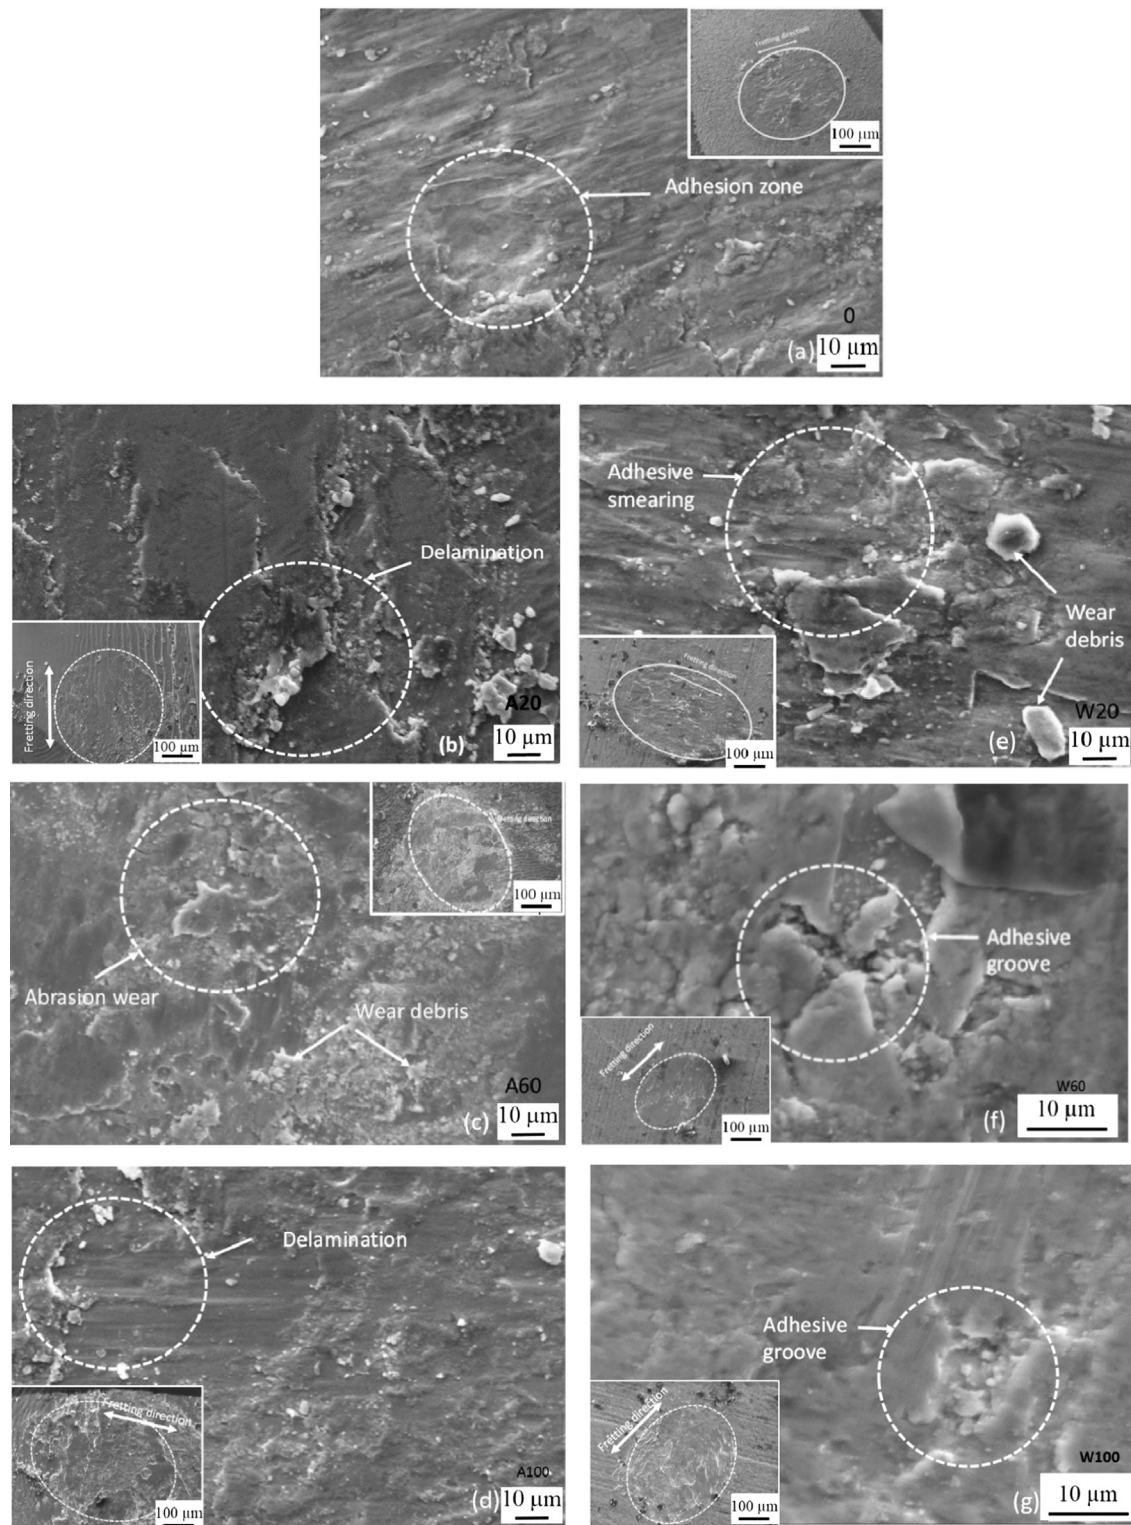 Fretting direction
100 µm
Adhesion zone
0
(a)
10 µm
Delamination
Fretting direction
100 µm
A20
(b)
10 µm
Adhesive
smearing
Wear
debris
Fretting direction
100 µm
W20
(e)
10 µm
Fretting direction
100 µm
Abrasion wear
Wear debris
A60
(c)
10 µm
Adhesive
groove
Fretting direction
100 µm
W60
(f)
10 µm
Delamination
Fretting direction
100 µm
A100
(d)
10 µm
Adhesive
groove
Fretting direction
100 µm
W100
(g)
10 µm